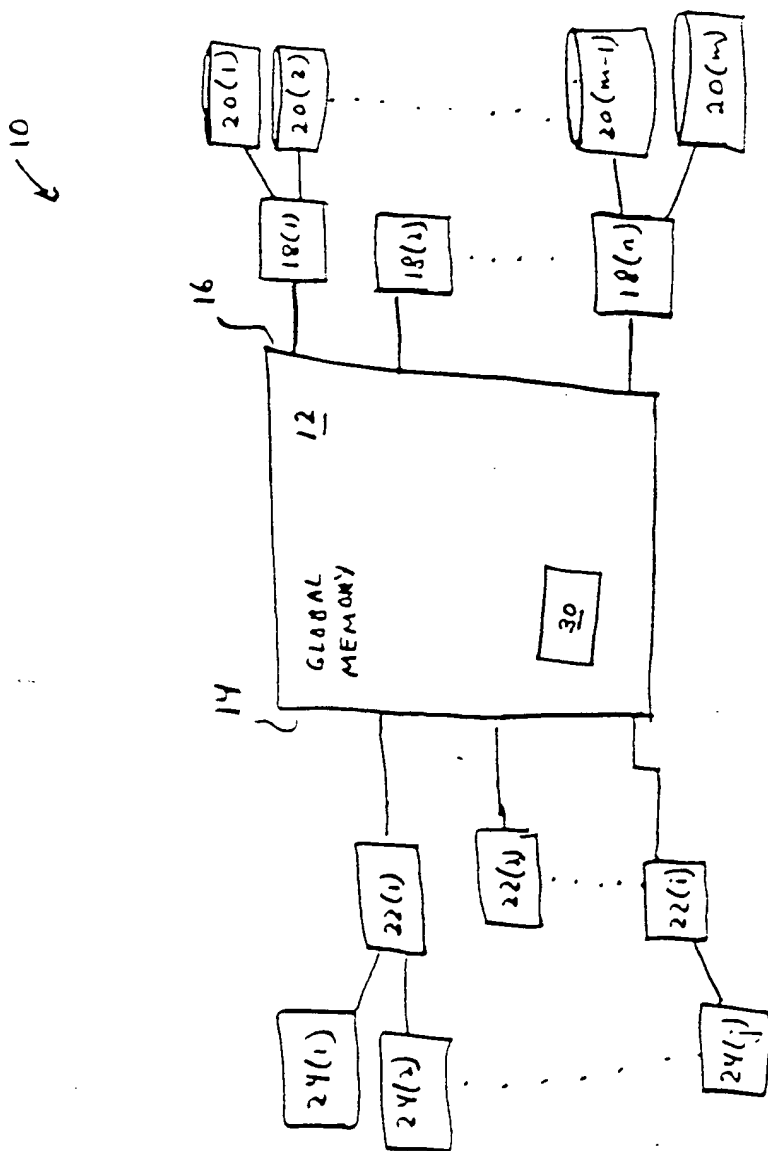 10
16
14
GLOBAL
MEMORY
12
30
18(1)
18(2)
18(n)
20(1)
20(2)
20(m-1)
20(m)
22(1)
22(2)
22(i)
24(1)
24(2)
24(j)